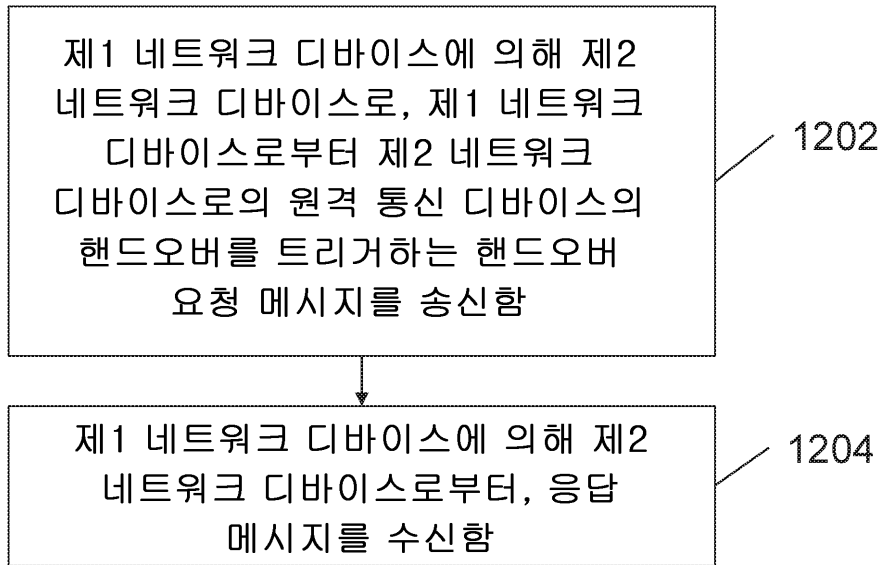 제1 네트워크 디바이스에 의해 제2
네트워크 디바이스로, 제1 네트워크
디바이스로부터 제2 네트워크
디바이스로의 원격 통신 디바이스의
핸드오버를 트리거하는 핸드오버
요청 메시지를 송신함
1202
제1 네트워크 디바이스에 의해 제2
네트워크 디바이스로부터, 응답
메시지를 수신함
1204